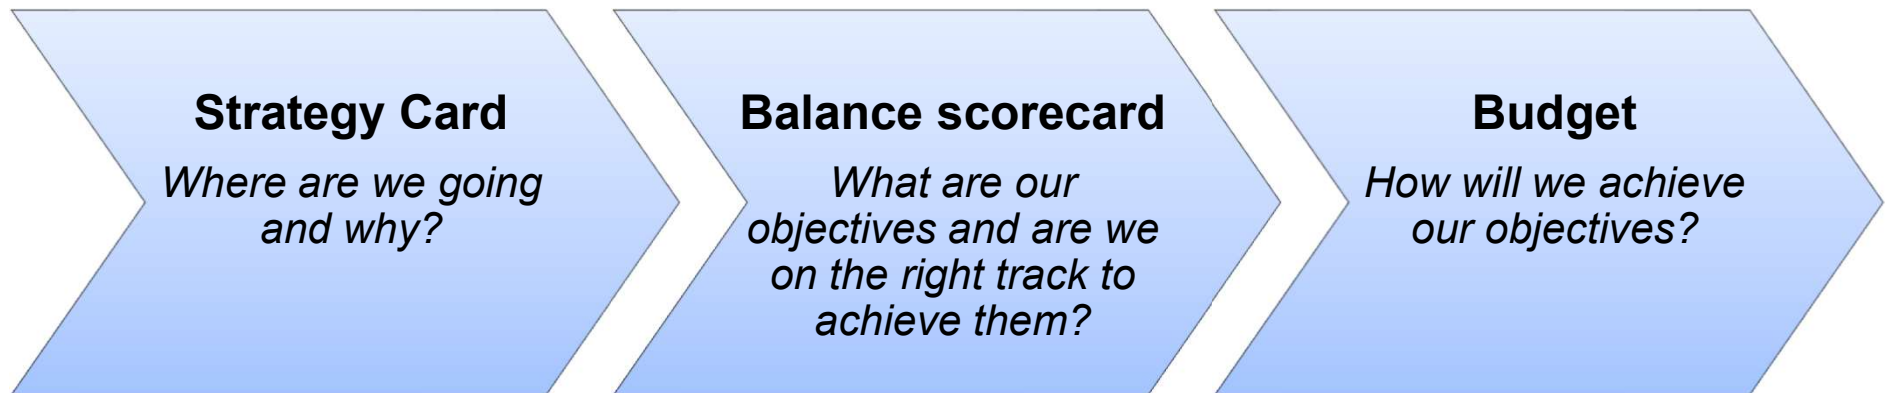 Strategy Card
Where are we going
and why?
Balance scorecard
What are our
objectives and are we
on the right track to
achieve them?
Budget
How will we achieve
our objectives?